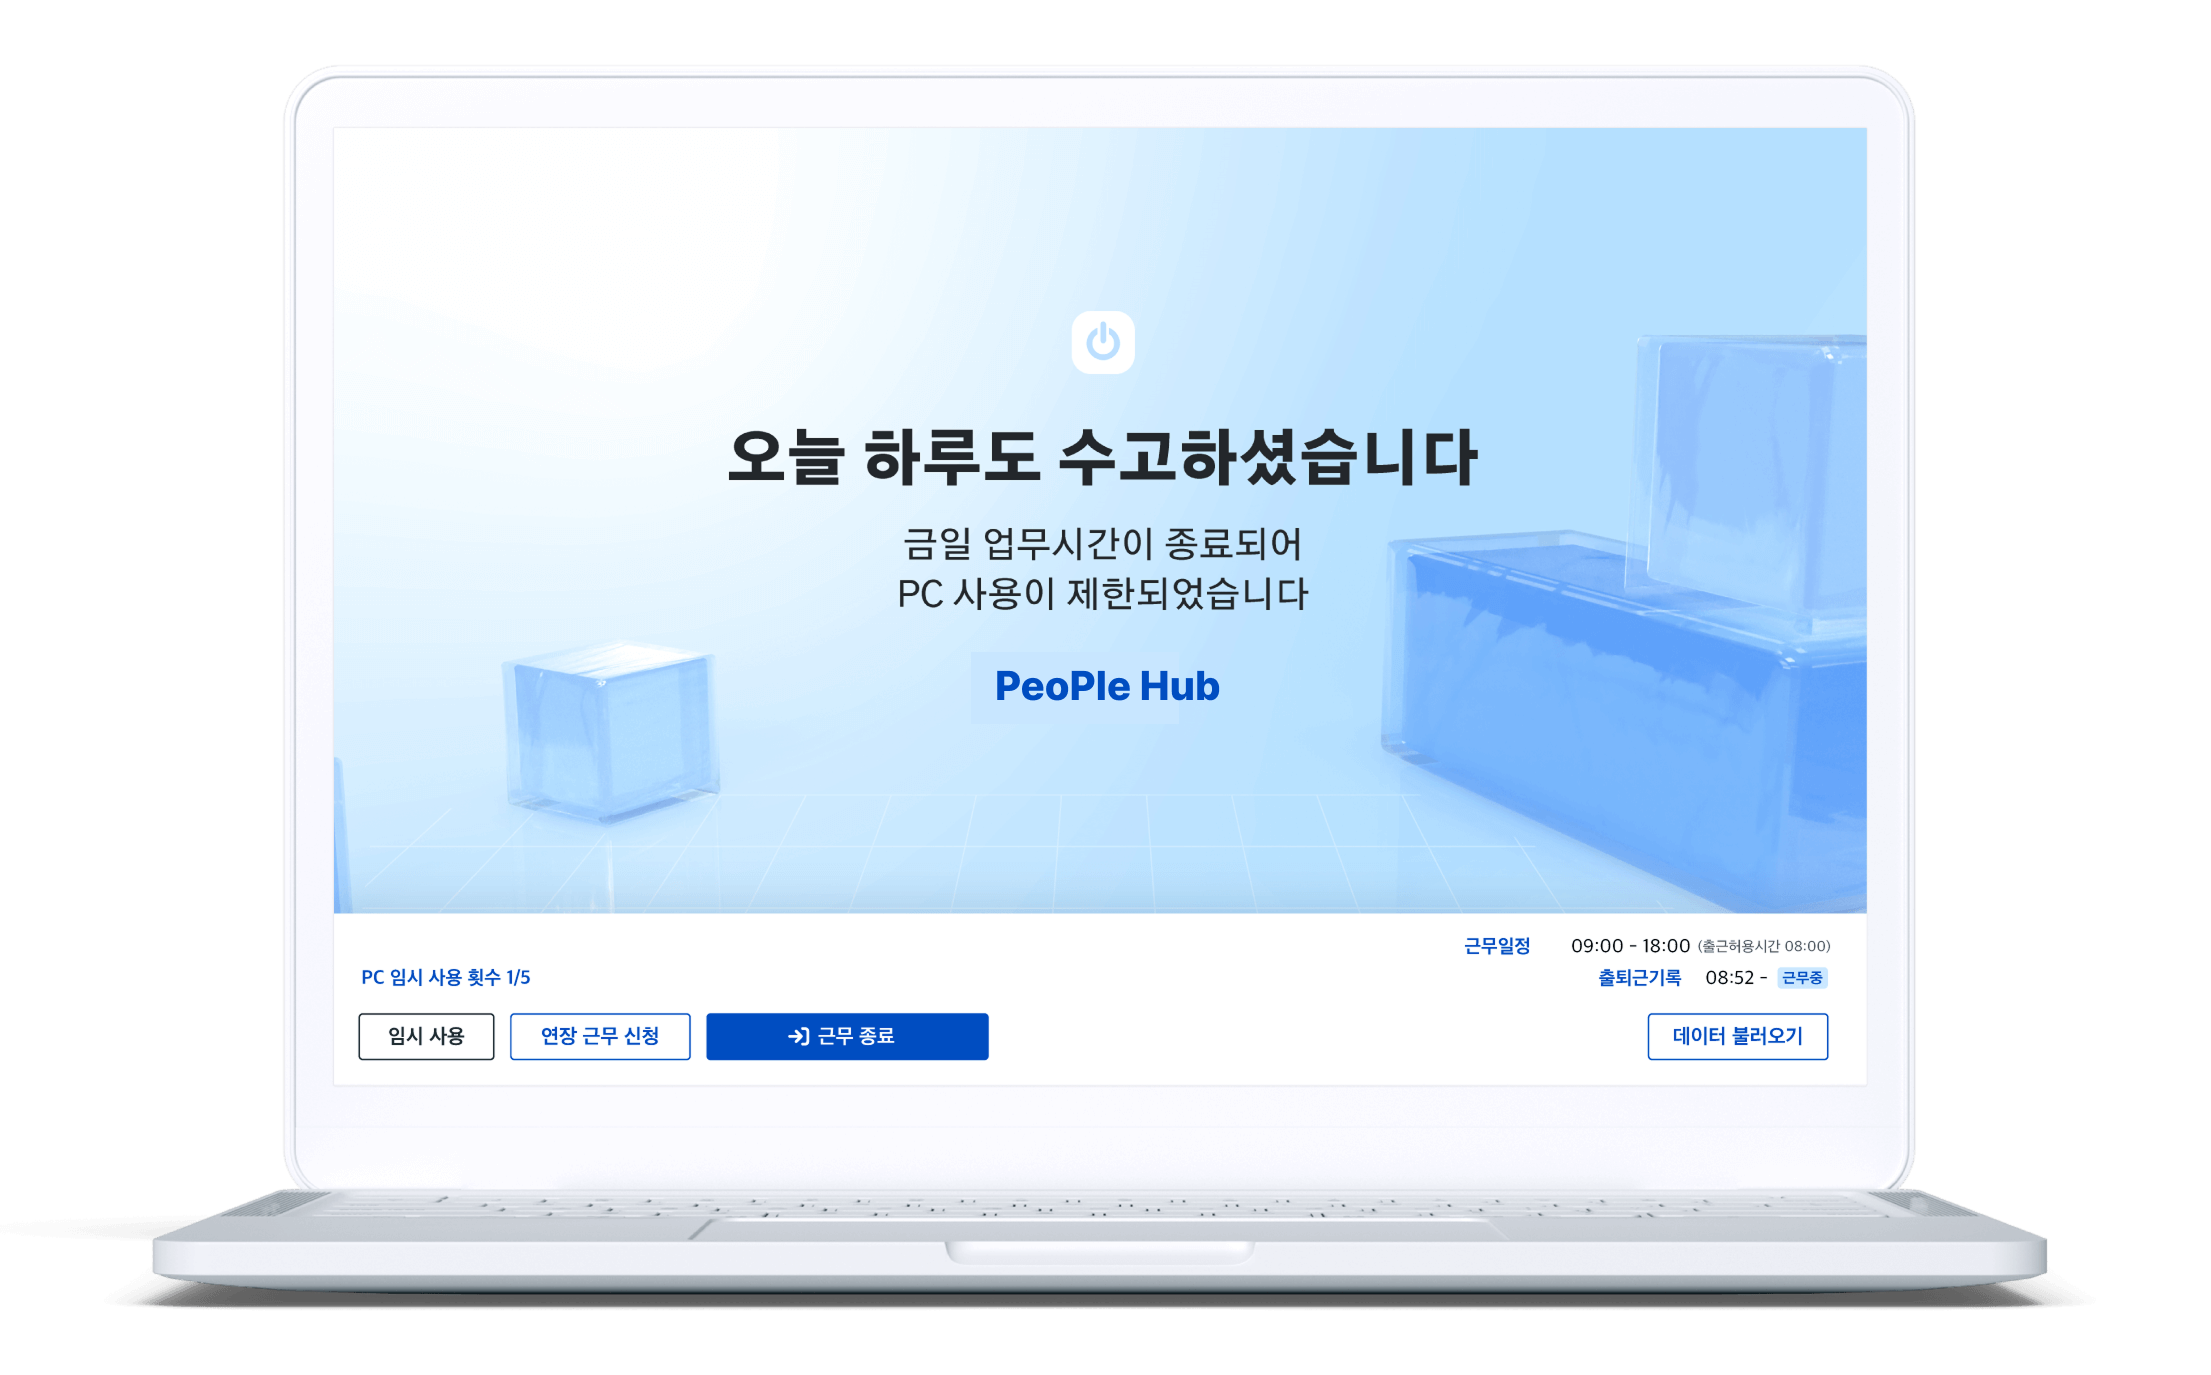 오늘 하루도 수고하셨습니다
금일 업무시간이 종료되어
PC 사용이 제한되었습니다
PeoPle Hub
근무일정 09:00 - 18:00 (출근허용시간 08:00)
PC 임시 사용 횟수 1/5
출퇴근기록 08:52 - 근무중
임시 사용
연장 근무 신청
근무 종료
데이터 불러오기